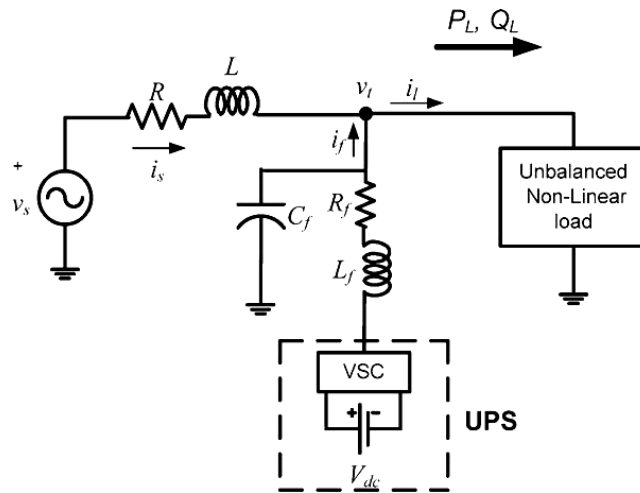 P_L, Q_L
L
R
v_t
i_l
i_f
i_s
+
v_s
C_f
R_f
L_f
Unbalanced
Non-Linear
load
VSC
+ −
UPS
V_dc